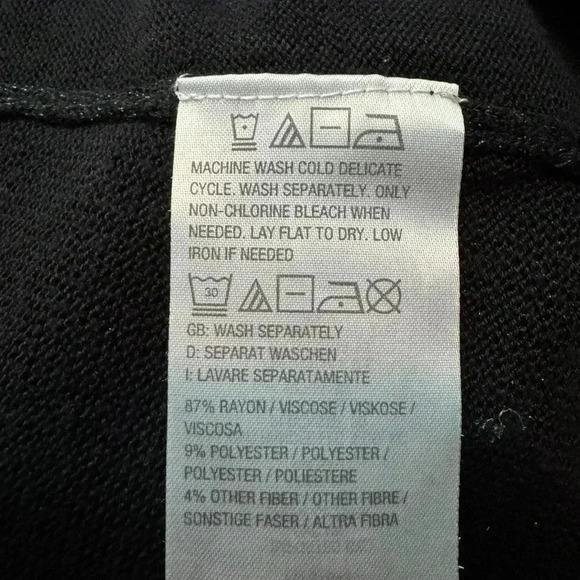 MACHINE WASH COLD DELICATE
CYCLE. WASH SEPARATELY. ONLY
NON-CHLORINE BLEACH WHEN
NEEDED. LAY FLAT TO DRY. LOW
IRON IF NEEDED
30
GB: WASH SEPARATELY
D: SEPARAT WASCHEN
I: LAVARE SEPARATAMENTE
87% RAYON / VISCOSE / VISKOSE /
VISCOSA
9% POLYESTER / POLYESTER /
POLYESTER / POLIESTERE
4% OTHER FIBER / OTHER FIBRE /
SONSTIGE FASER / ALTRA FIBRA